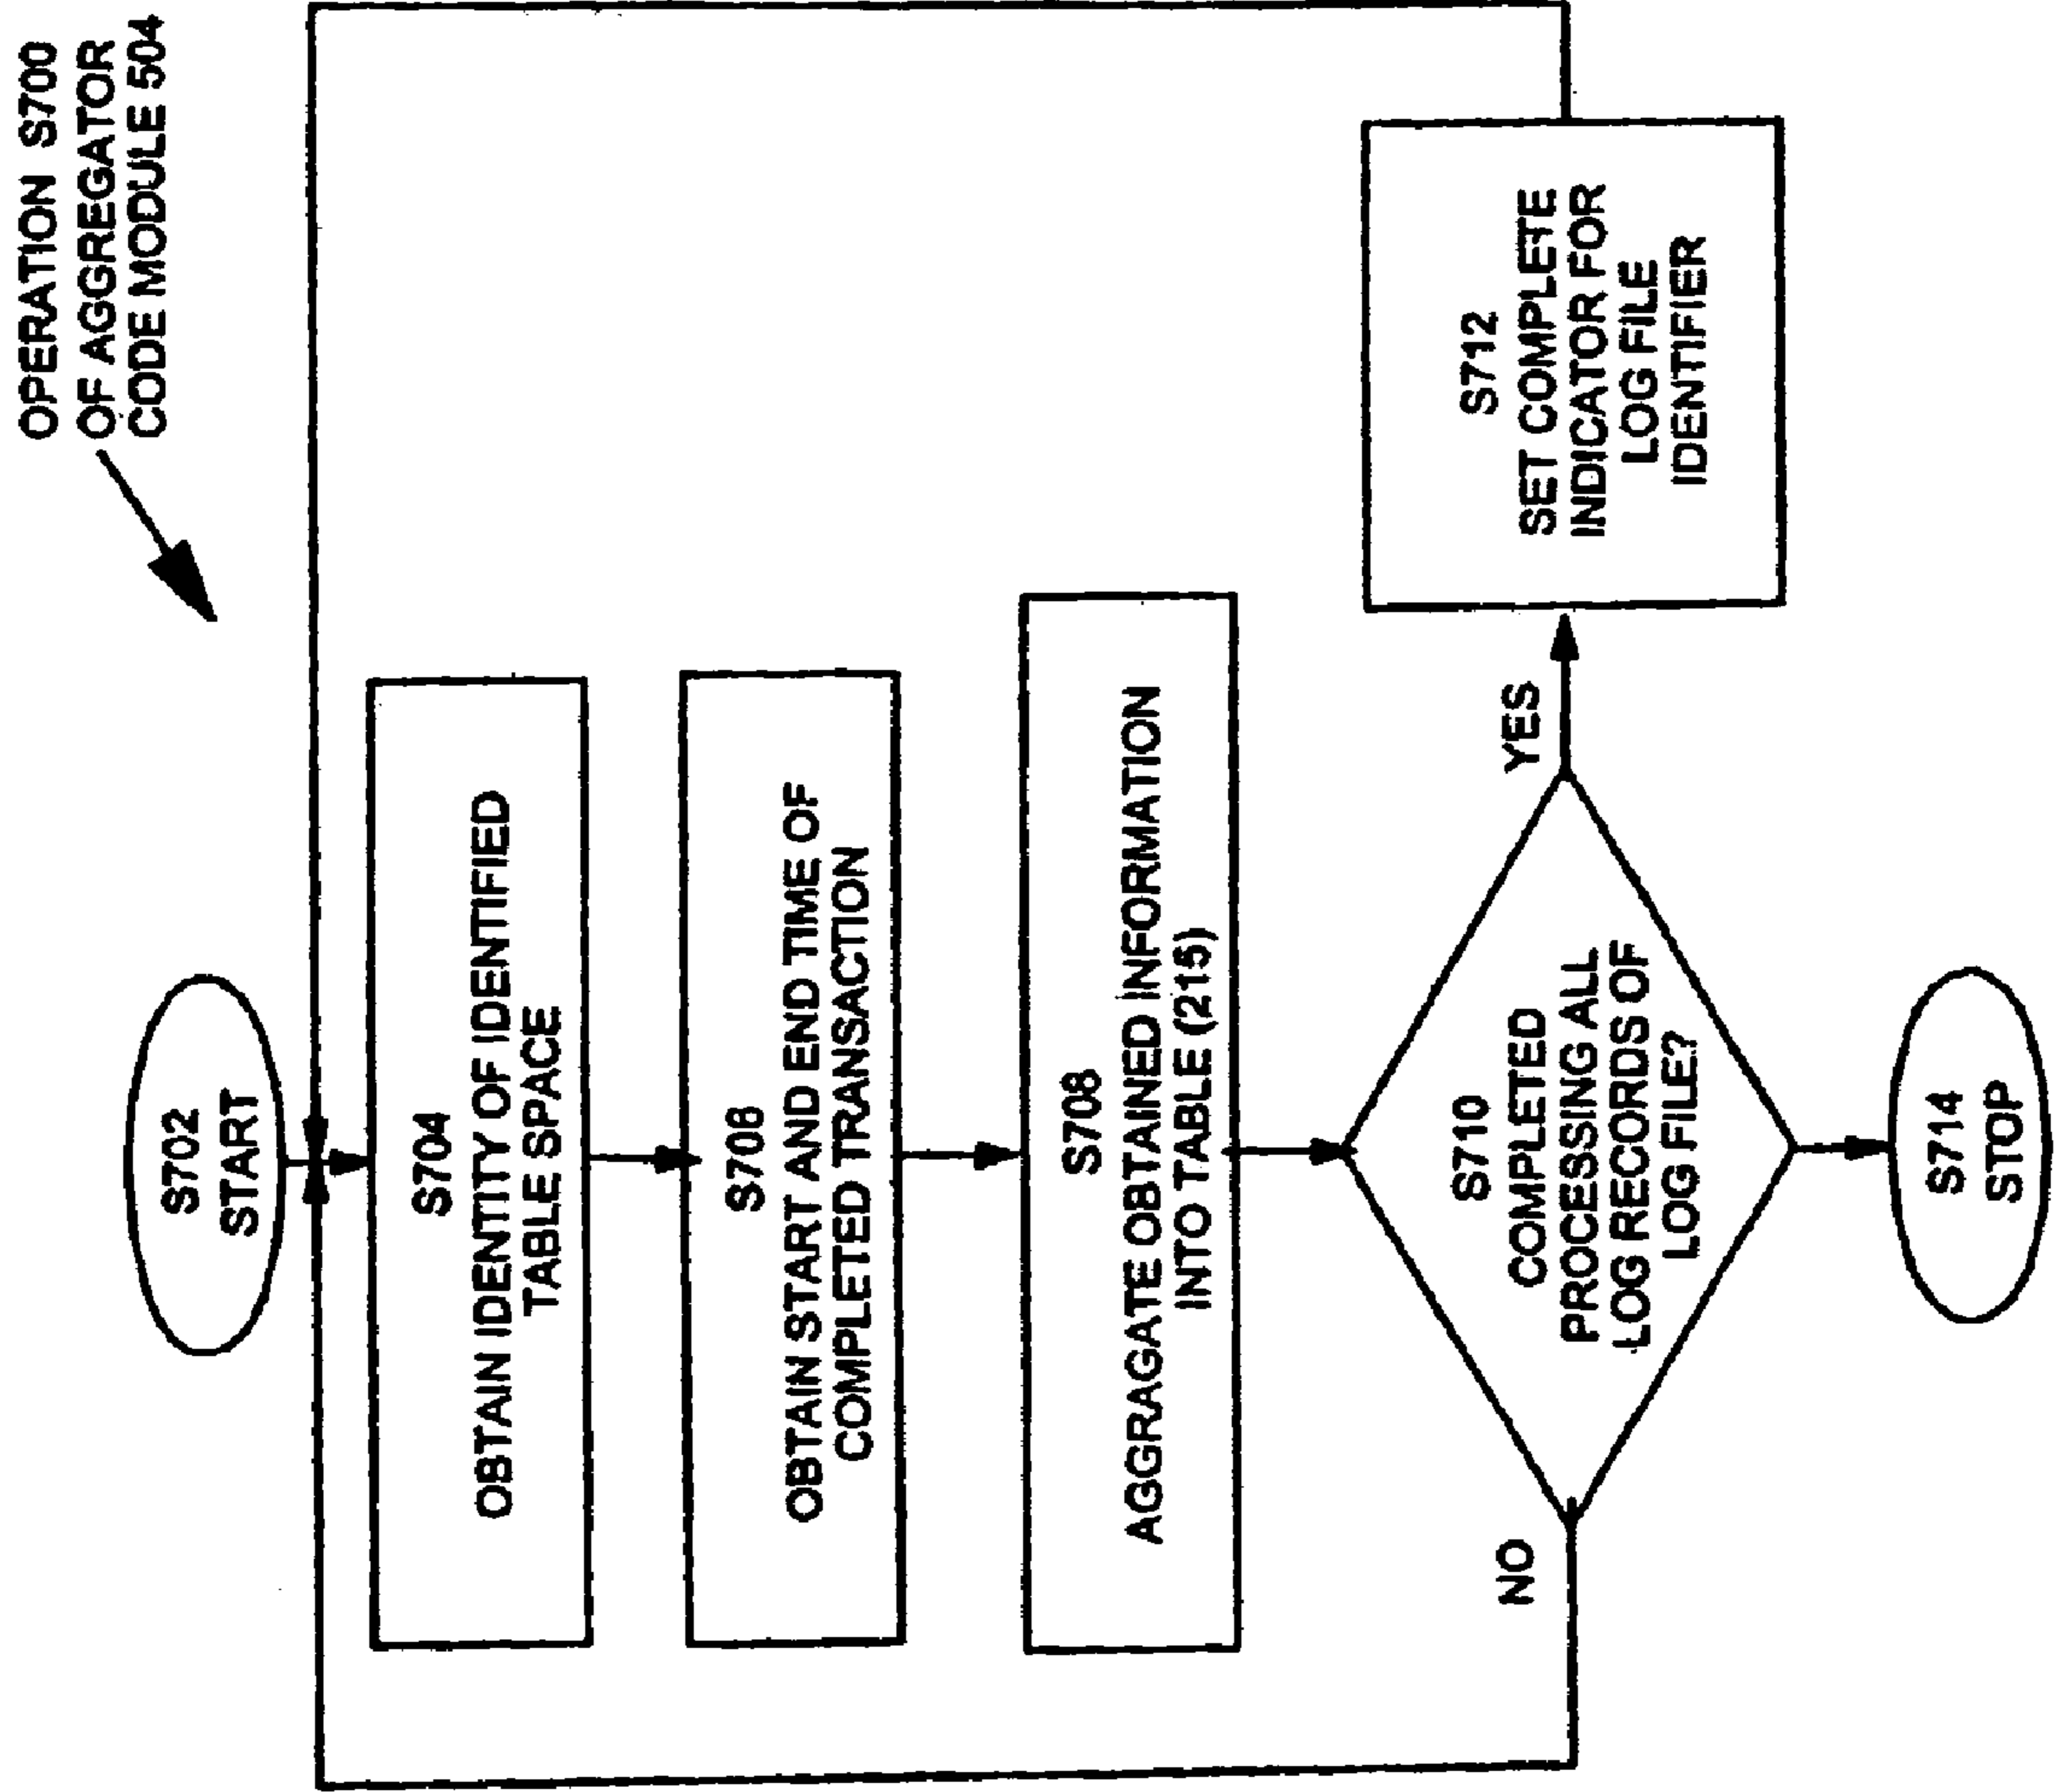 OPERATION S700
OF AGGREGATOR
CODE MODULE 504
S702
START
S704
OBTAIN IDENTITY OF IDENTIFIED
TABLE SPACE
S706
OBTAIN START AND END TIME OF
COMPLETED TRANSACTION
S708
AGGRAGATE OBTAINED INFORMATION
INTO TABLE (215)
S710
COMPLETED
PROCESSING ALL
LOG RECORDS OF
LOG FILE?
NO
YES
S712
SET COMPLETE
INDICATOR FOR
LOG FILE
IDENTIFIER
S714
STOP